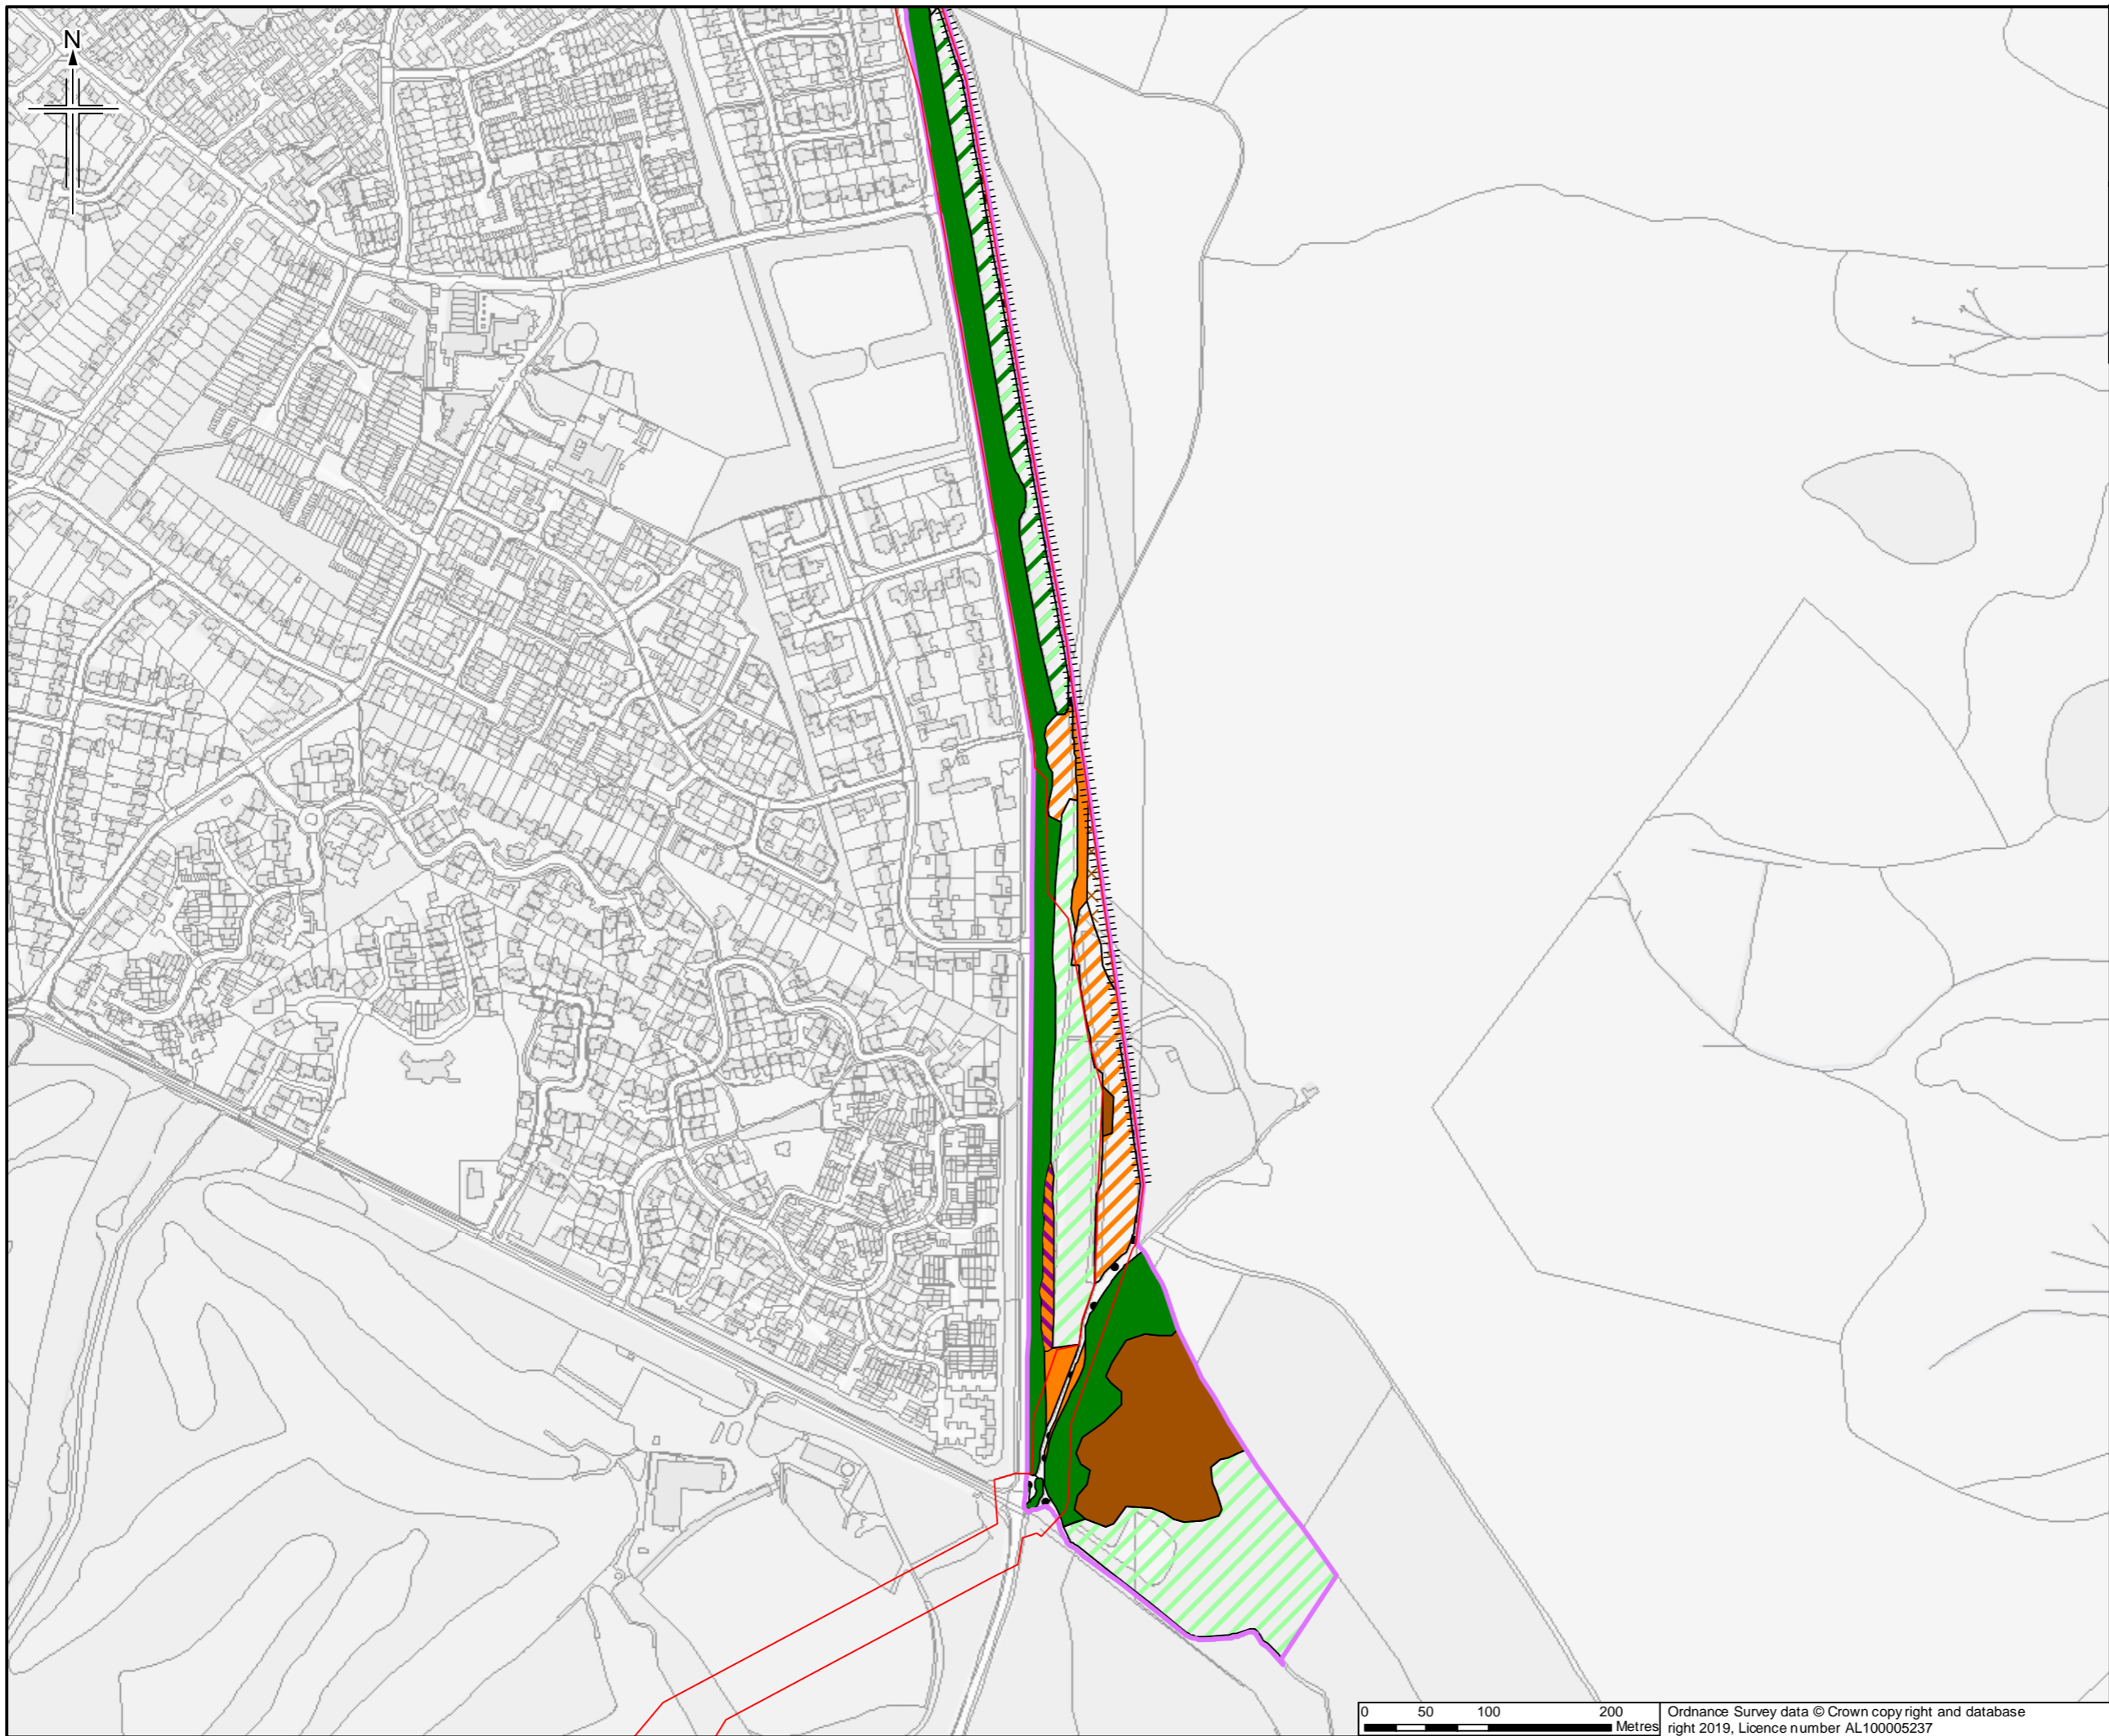 N
0 50 100 200
Metres
Ordnance Survey data © Crown copyright and database
right 2019, Licence number AL100005237